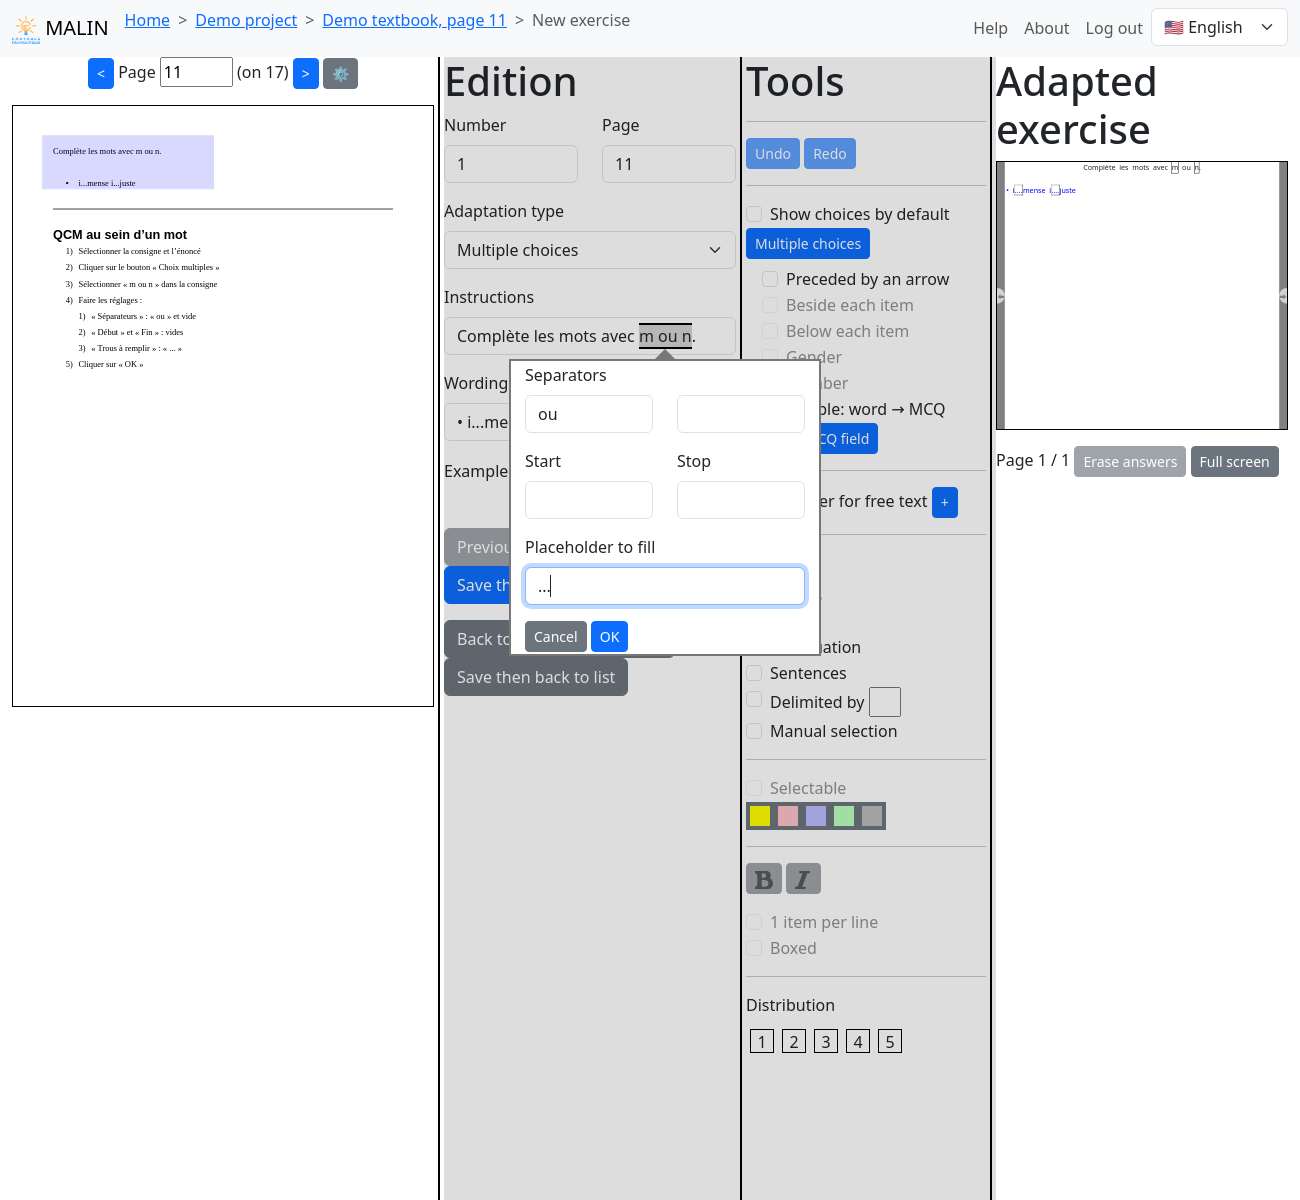 MALIN
Home > Demo project > Demo textbook, page 11 > New exercise
Help About Log out 🇺🇸 English
< Page 11 (on 17) > ⚙️
Complète les mots avec m ou n.
• i...mense i...juste
QCM au sein d’un mot
1) Sélectionner la consigne et l’énoncé
2) Cliquer sur le bouton « Choix multiples »
3) Sélectionner « m ou n » dans la consigne
4) Faire les réglages :
1) « Séparateurs » : « ou » et vide
2) « Début » et « Fin » : vides
3) « Trous à remplir » : « ... »
5) Cliquer sur « OK »
Edition
Number Page
1 11
Adaptation type
Multiple choices
Instructions
Complète les mots avec m ou n.
Wording
• i...me
Example
Previou
Save th
Back to
Save then back to list
Separators
ou
Start Stop
Placeholder to fill
...
Cancel OK
Tools
Undo Redo
Show choices by default
Multiple choices
Preceded by an arrow
Beside each item
Below each item
Gender
ber
ple: word → MCQ
CQ field
er for free text +
ation
Sentences
Delimited by
Manual selection
Selectable
B I
1 item per line
Boxed
Distribution
1 2 3 4 5
Adapted
exercise
Complète les mots avec m ou n.
• i...mense i...juste
Page 1 / 1 Erase answers Full screen